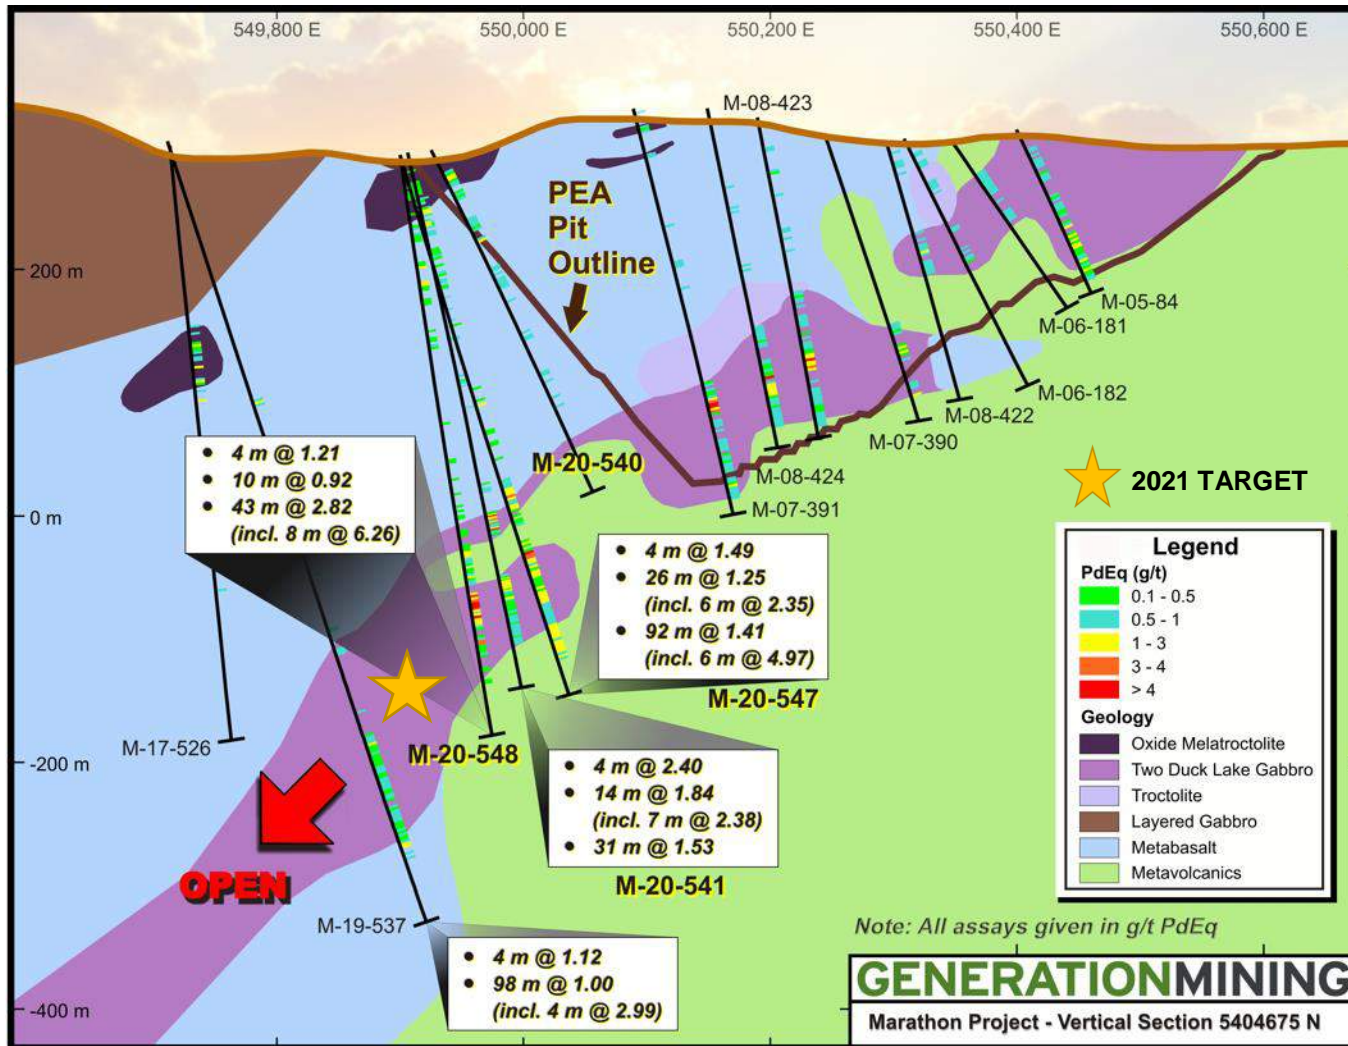 549,800 E
550,000 E
550,200 E
550,400 E
550,600 E
M-08-423
PEA
Pit
Outline
200 m
M-05-84
M-06-181
M-06-182
M-08-422
M-07-390
M-20-540
M-08-424
M-07-391
2021 TARGET
0 m
• 4 m @ 1.21
• 10 m @ 0.92
• 43 m @ 2.82
(incl. 8 m @ 6.26)
• 4 m @ 1.49
• 26 m @ 1.25
(incl. 6 m @ 2.35)
• 92 m @ 1.41
(incl. 6 m @ 4.97)
M-20-547
M-17-526
M-20-548
-200 m
• 4 m @ 2.40
• 14 m @ 1.84
(incl. 7 m @ 2.38)
• 31 m @ 1.53
M-20-541
OPEN
M-19-537
• 4 m @ 1.12
• 98 m @ 1.00
(incl. 4 m @ 2.99)
-400 m
Legend
PdEq (g/t)
0.1 - 0.5
0.5 - 1
1 - 3
3 - 4
> 4
Geology
Oxide Melatroctolite
Two Duck Lake Gabbro
Troctolite
Layered Gabbro
Metabasalt
Metavolcanics
Note: All assays given in g/t PdEq
GENERATIONMINING
Marathon Project - Vertical Section 5404675 N